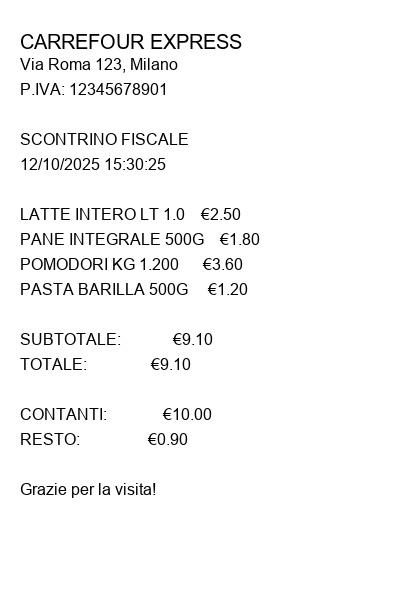 CARREFOUR EXPRESS
Via Roma 123, Milano
P.IVA: 12345678901
SCONTRINO FISCALE
12/10/2025 15:30:25
LATTE INTERO LT 1.0 €2.50
PANE INTEGRALE 500G €1.80
POMODORI KG 1.200 €3.60
PASTA BARILLA 500G €1.20
SUBTOTALE: €9.10
TOTALE: €9.10
CONTANTI: €10.00
RESTO: €0.90
Grazie per la visita!